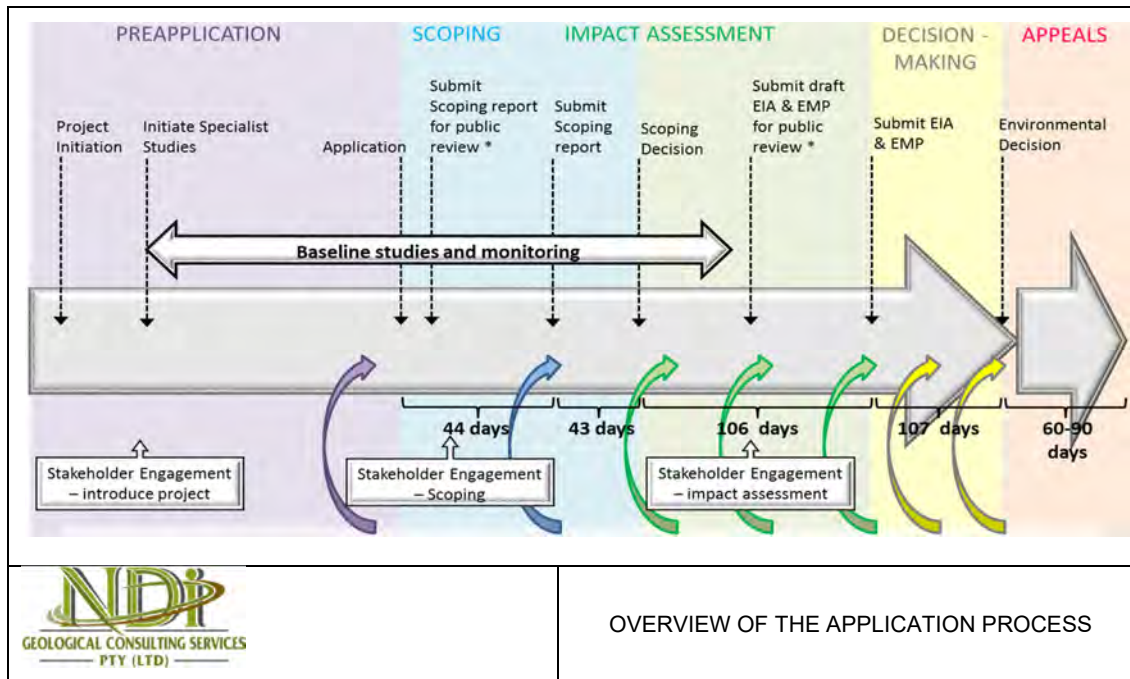 PREAPPLICATION
SCOPING
IMPACT ASSESSMENT
DECISION -
MAKING
APPEALS
Project
Initiation
Initiate Specialist
Studies
Application
Submit
Scoping report
for public
review *
Submit
Scoping
report
Scoping
Decision
Submit draft
EIA & EMP
for public
review *
Submit EIA
& EMP
Environmental
Decision
Baseline studies and monitoring
44 days
43 days
106 days
107 days
60-90
days
Stakeholder Engagement
– introduce project
Stakeholder Engagement
– Scoping
Stakeholder Engagement
– impact assessment
NDi
GEOLOGICAL CONSULTING SERVICES
PTY (LTD)
OVERVIEW OF THE APPLICATION PROCESS